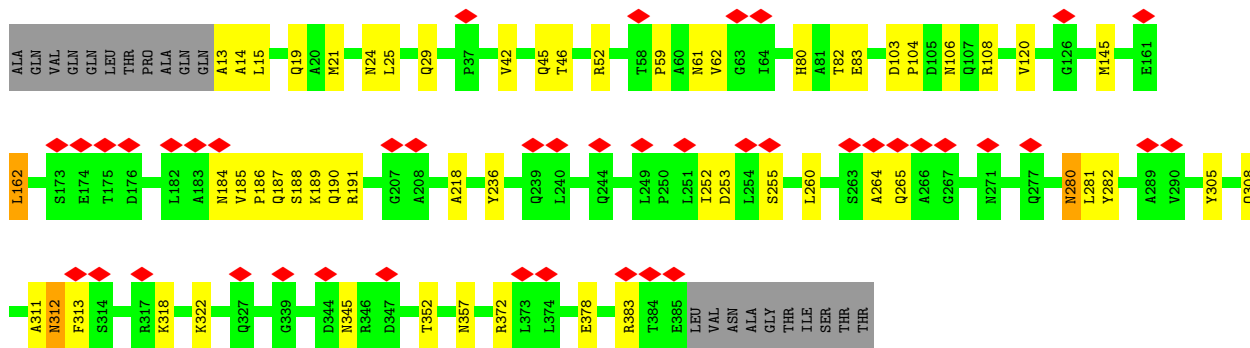 ALA GLN VAL GLN GLN LEU THR PRO ALA GLN GLN A13 A14 L15 Q19 A20 M21 N24 L25 Q29 P37 V42 Q45 T46 R52 T58 P59 A60 N61 V62 G63 I64 H80 A81 T82 E83 D103 P104 D105 N106 Q107 R108 V120 G126 M145 E161
L162 S173 E174 T175 D176 L182 A183 N184 V185 P186 Q187 S188 K189 Q190 R191 G207 A208 A218 Y236 Q239 L240 Q244 L249 P250 L251 I252 D253 L254 S255 L260 S263 A264 Q265 A266 G267 N271 Q277 N280 L281 Y282 A289 V290 Y305 Q308
A311 N312 F313 S314 R317 K318 K322 Q327 G339 D344 N345 R346 D347 T352 N357 R372 L373 L374 E378 R383 T384 E385 LEU VAL ASN ALA GLY THR ILE SER THR THR